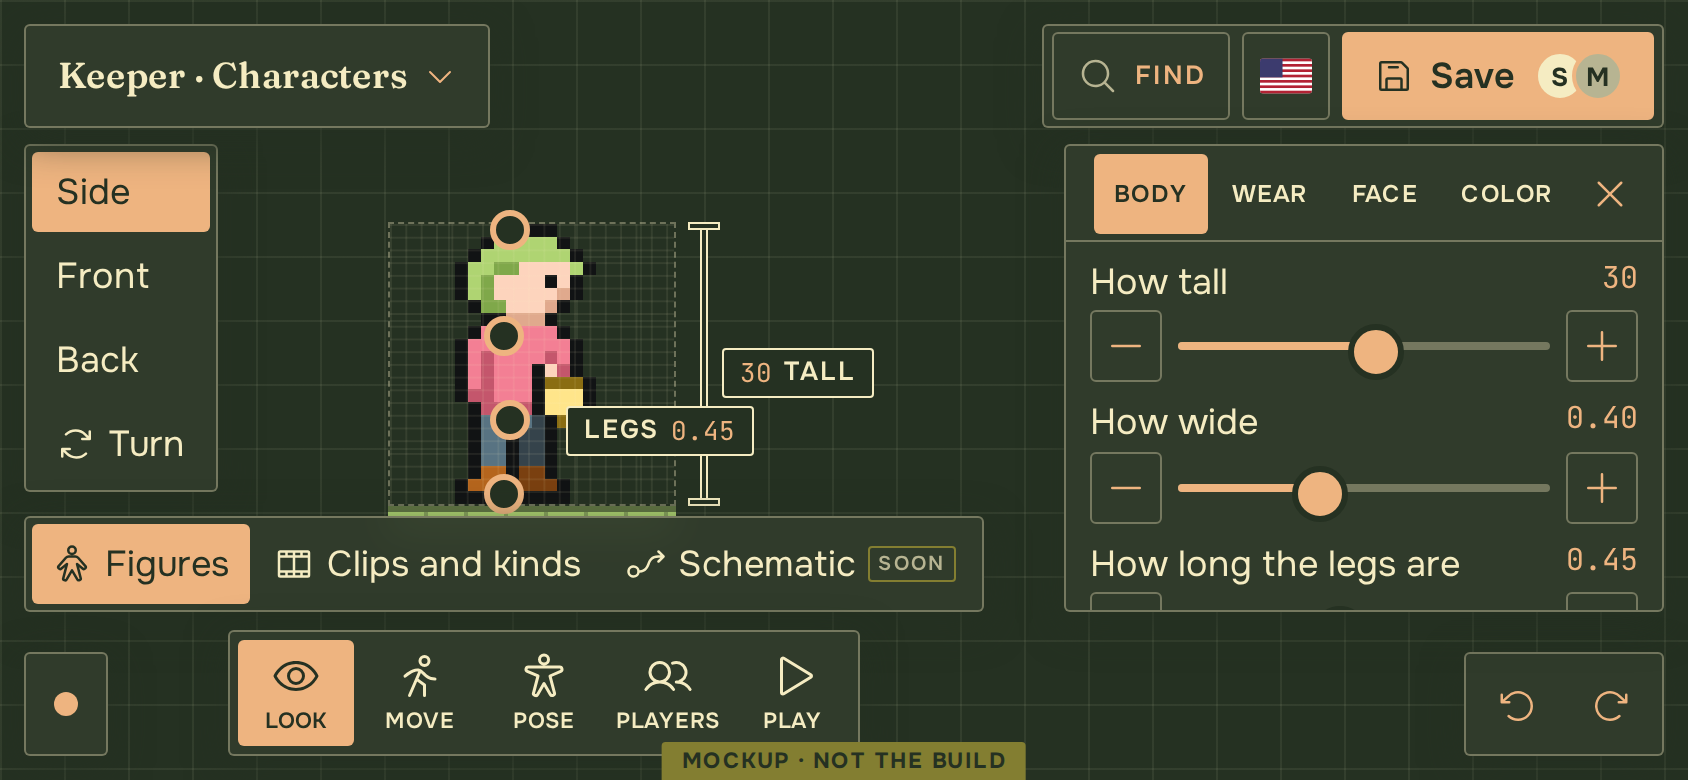 Keeper · Characters
FIND
Save
S
M
Side
Front
Back
Turn
BODY
WEAR
FACE
COLOR
How tall
30
How wide
0.40
How long the legs are
0.45
30 TALL
LEGS 0.45
Figures
Clips and kinds
Schematic
SOON
LOOK
MOVE
POSE
PLAYERS
PLAY
MOCKUP · NOT THE BUILD